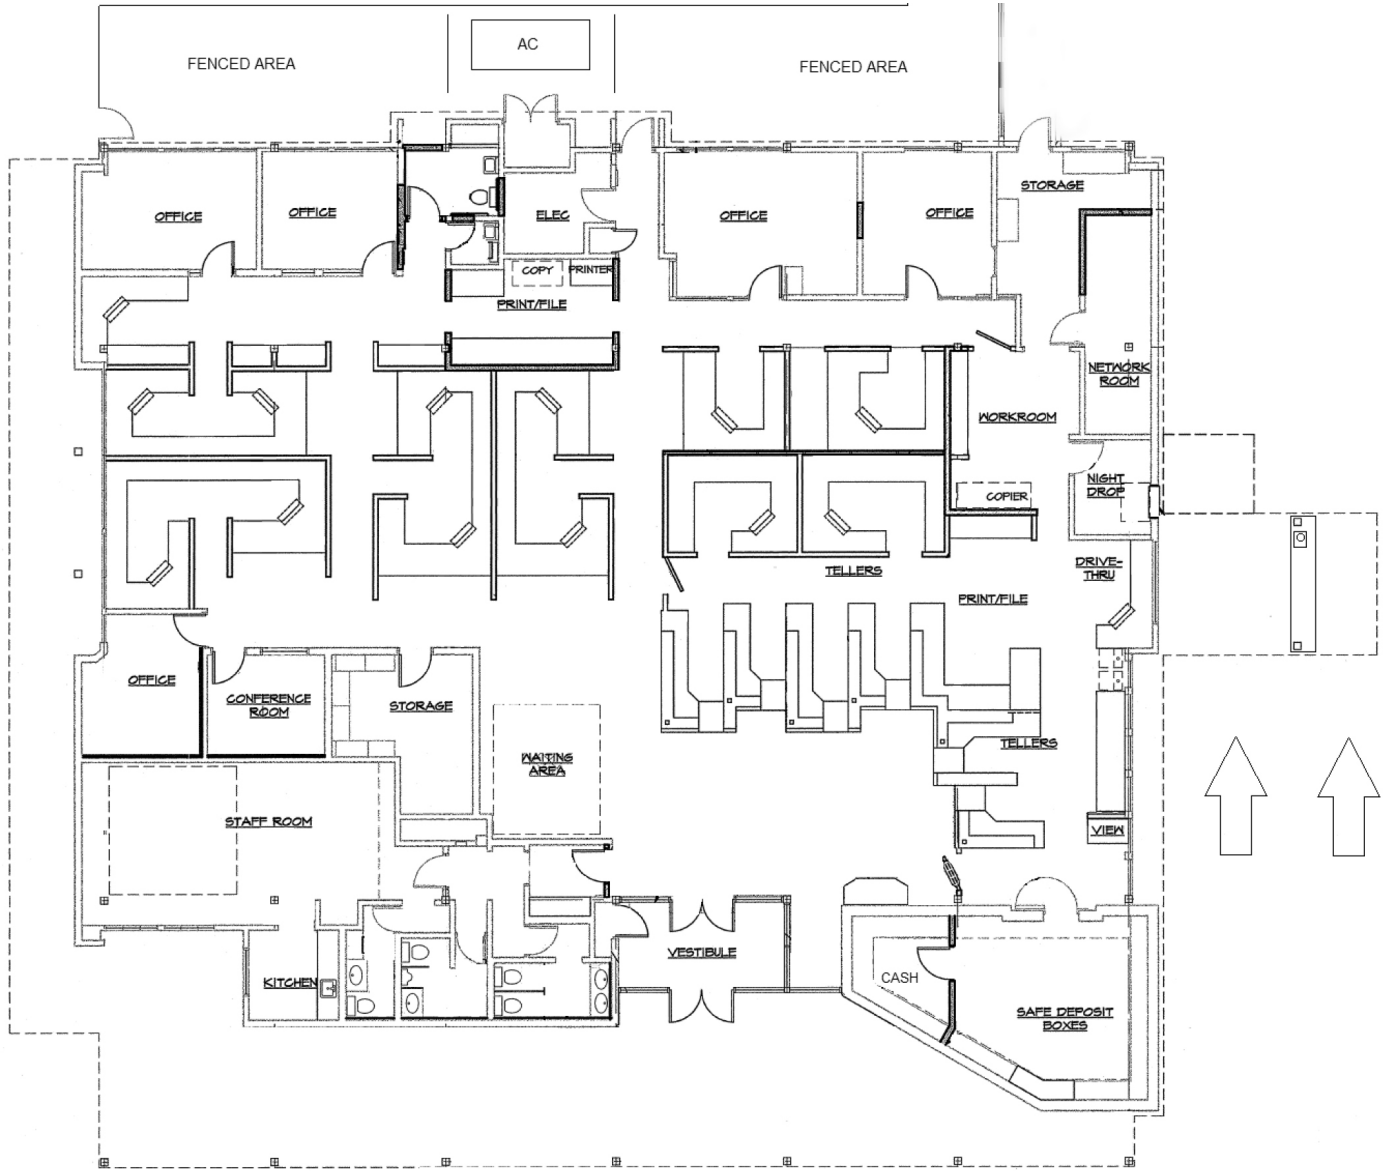 AC
FENCED AREA
FENCED AREA
STORAGE
OFFICE
OFFICE
ELEC
OFFICE
OFFICE
COPY
PRINTER
PRINT/FILE
NETWORK
ROOM
WORKROOM
NIGHT
DROP
COPIER
TELLERS
DRIVE-
THRU
PRINT/FILE
OFFICE
CONFERENCE
ROOM
STORAGE
WAITING
AREA
TELLERS
STAFF ROOM
VIEW
VESTIBULE
KITCHEN
CASH
SAFE DEPOSIT
BOXES